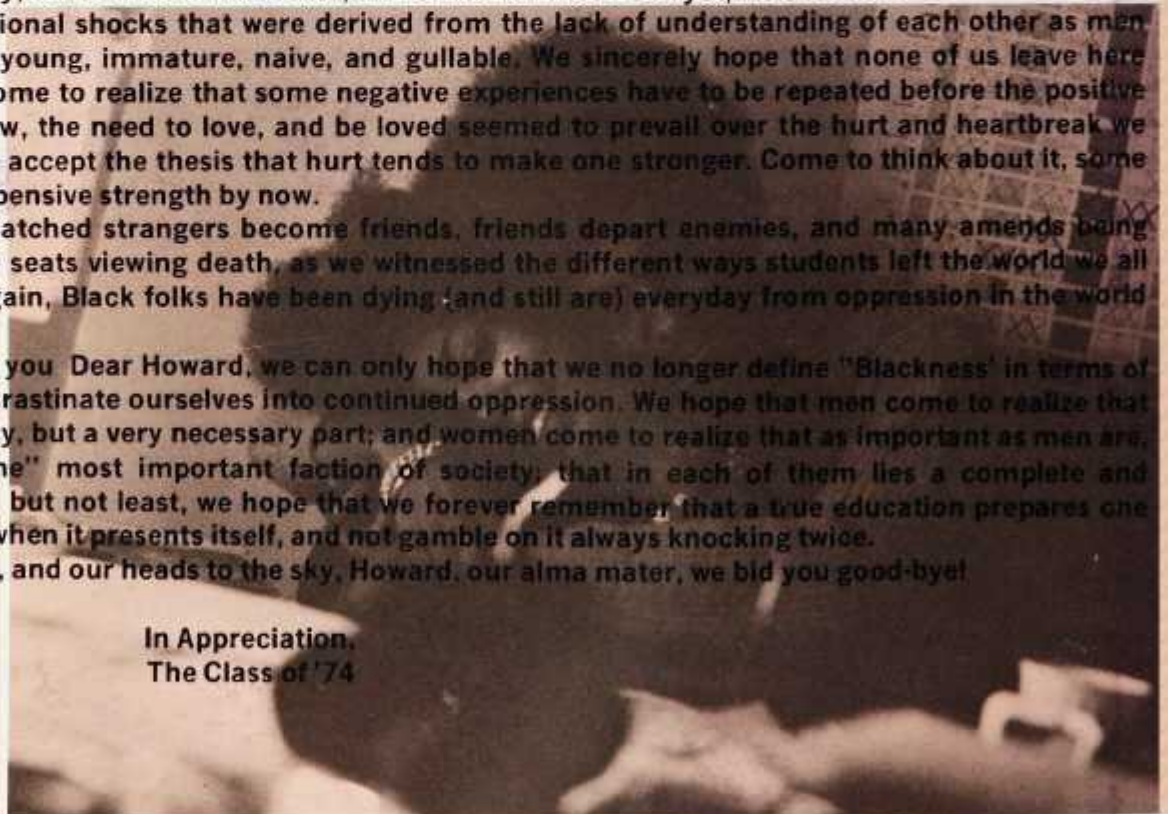 ional shocks that were derived from the lack of understanding of each other as men
young, immature, naive, and gullable. We sincerely hope that none of us leave here
ome to realize that some negative experiences have to be repeated before the positive
w, the need to love, and be loved seemed to prevail over the hurt and heartbreak we
accept the thesis that hurt tends to make one stronger. Come to think about it, some
pensive strength by now.
atched strangers become friends, friends depart enemies, and many amends being
seats viewing death, as we witnessed the different ways students left the world we all
ain, Black folks have been dying (and still are) everyday from oppression in the world
you Dear Howard, we can only hope that we no longer define "Blackness' in terms of
rastinate ourselves into continued oppression. We hope that men come to realize that
y, but a very necessary part; and women come to realize that as important as men are,
ne" most important faction of society; that in each of them lies a complete and
but not least, we hope that we forever remember that a true education prepares one
when it presents itself, and not gamble on it always knocking twice.
, and our heads to the sky, Howard, our alma mater, we bid you good-bye!
In Appreciation,
The Class of '74